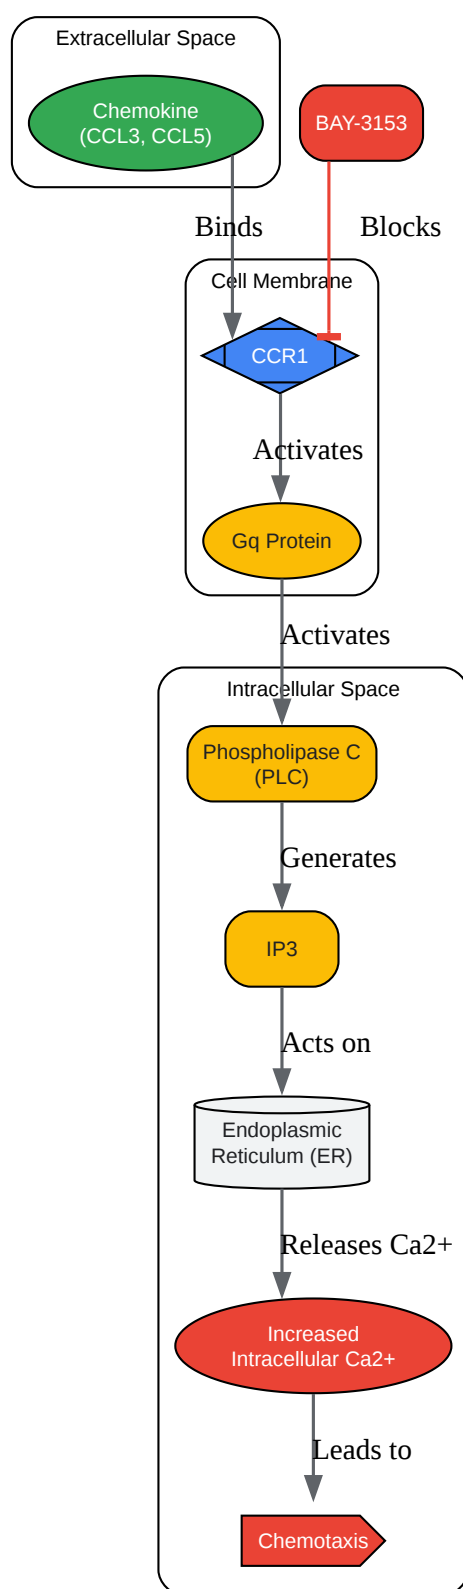 Extracellular Space
Chemokine
(CCL3, CCL5)
BAY-3153
Binds
Blocks
Cell Membrane
CCR1
Activates
Gq Protein
Activates
Intracellular Space
Phospholipase C
(PLC)
Generates
IP3
Acts on
Endoplasmic
Reticulum (ER)
Releases Ca2+
Increased
Intracellular Ca2+
Leads to
Chemotaxis